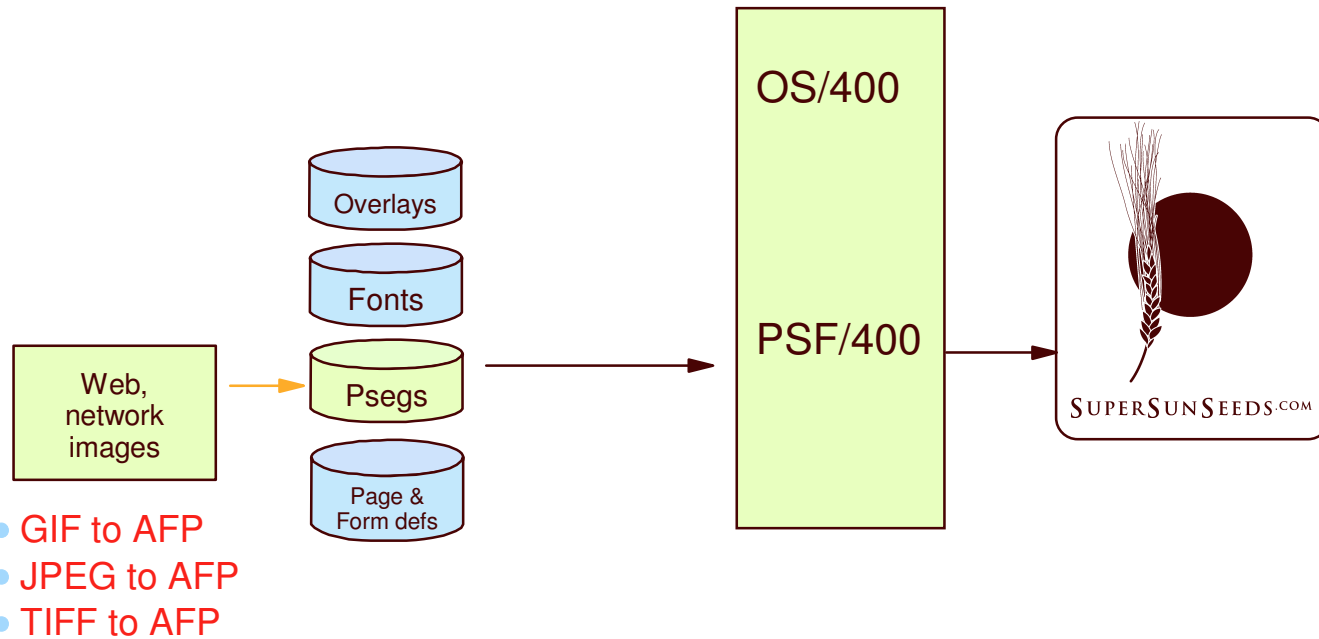 OS/400
Overlays
Fonts
PSF/400
Web,
network
images
Psegs
SUPERSUNSEEDS.COM
Page &
Form defs
GIF to AFP
JPEG to AFP
TIFF to AFP